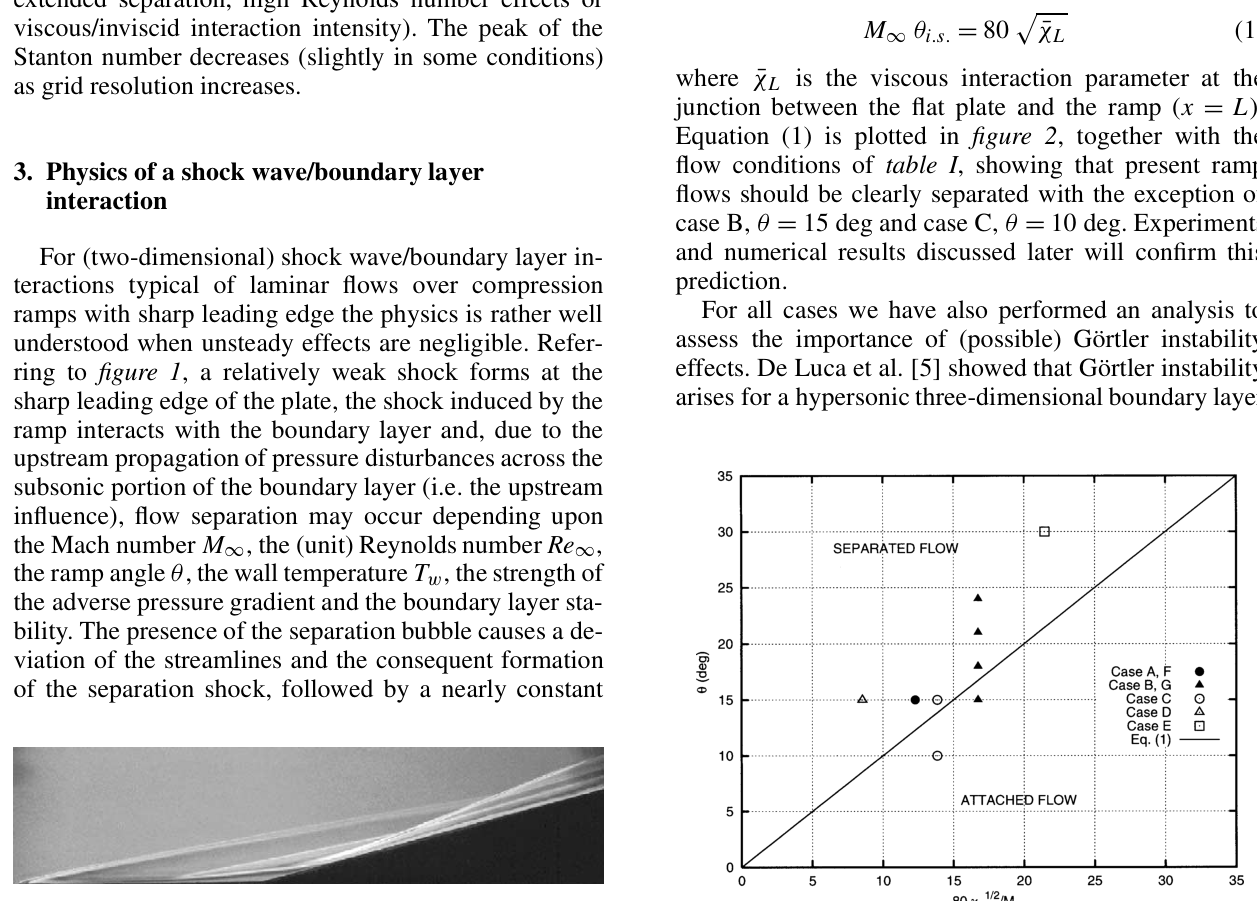 extended separation, high Reynolds number effects or
viscous/inviscid interaction intensity). The peak of the
Stanton number decreases (slightly in some conditions)
as grid resolution increases.
3. Physics of a shock wave/boundary layer
interaction
For (two-dimensional) shock wave/boundary layer in-
teractions typical of laminar flows over compression
ramps with sharp leading edge the physics is rather well
understood when unsteady effects are negligible. Refer-
ring to figure 1, a relatively weak shock forms at the
sharp leading edge of the plate, the shock induced by the
ramp interacts with the boundary layer and, due to the
upstream propagation of pressure disturbances across the
subsonic portion of the boundary layer (i.e. the upstream
influence), flow separation may occur depending upon
the Mach number M∞, the (unit) Reynolds number Re∞,
the ramp angle θ, the wall temperature Tw, the strength of
the adverse pressure gradient and the boundary layer sta-
bility. The presence of the separation bubble causes a de-
viation of the streamlines and the consequent formation
of the separation shock, followed by a nearly constant
M∞ θi.s. = 80 √χ̄L (1
where χ̄L is the viscous interaction parameter at the
junction between the flat plate and the ramp (x = L)
Equation (1) is plotted in figure 2, together with the
flow conditions of table I, showing that present ramp
flows should be clearly separated with the exception of
case B, θ = 15 deg and case C, θ = 10 deg. Experiment
and numerical results discussed later will confirm this
prediction.
For all cases we have also performed an analysis to
assess the importance of (possible) Görtler instability
effects. De Luca et al. [5] showed that Görtler instability
arises for a hypersonic three-dimensional boundary layer
35
30
25
20
15
10
5
0
θ (deg)
SEPARATED FLOW
ATTACHED FLOW
Case A, F
Case B, G
Case C
Case D
Case E
Eq. (1)
0 5 10 15 20 25 30 35
80 χ 1/2/M